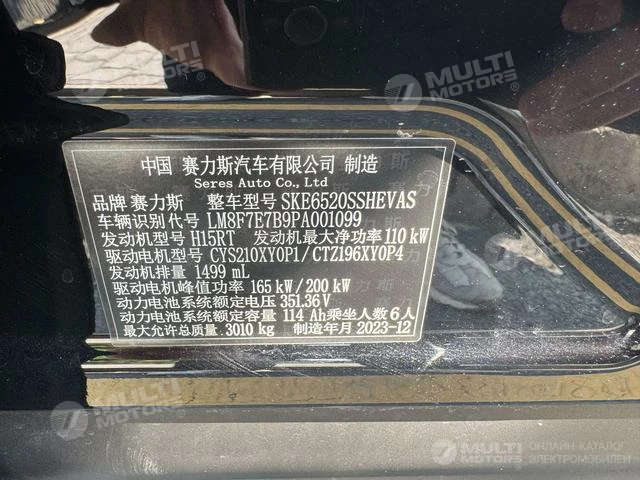 中国 赛力斯汽车有限公司 制造
Seres Auto Co., Ltd
品牌 赛力斯 整车型号 SKE6520SSHEVAS
车辆识别代号 LM8F7E7B9PA001099
发动机型号 H15RT 发动机最大净功率 110 kW
驱动电机型号 CYS210XY0P1/CTZ196XY0P4
发动机排量 1499 mL
驱动电机峰值功率 165 kW/200 kW
动力电池系统额定电压 351.36 V
动力电池系统额定容量 114 Ah 乘坐人数 6人
最大允许总质量. 3010 kg 制造年月 2023-12
MULTI MOTORS®
MULTI MOTORS®
MULTI MOTORS®
MULTI MOTORS
ОНЛАЙН-КАТАЛОГ
ЭЛЕКТРОМОБИЛЕЙ